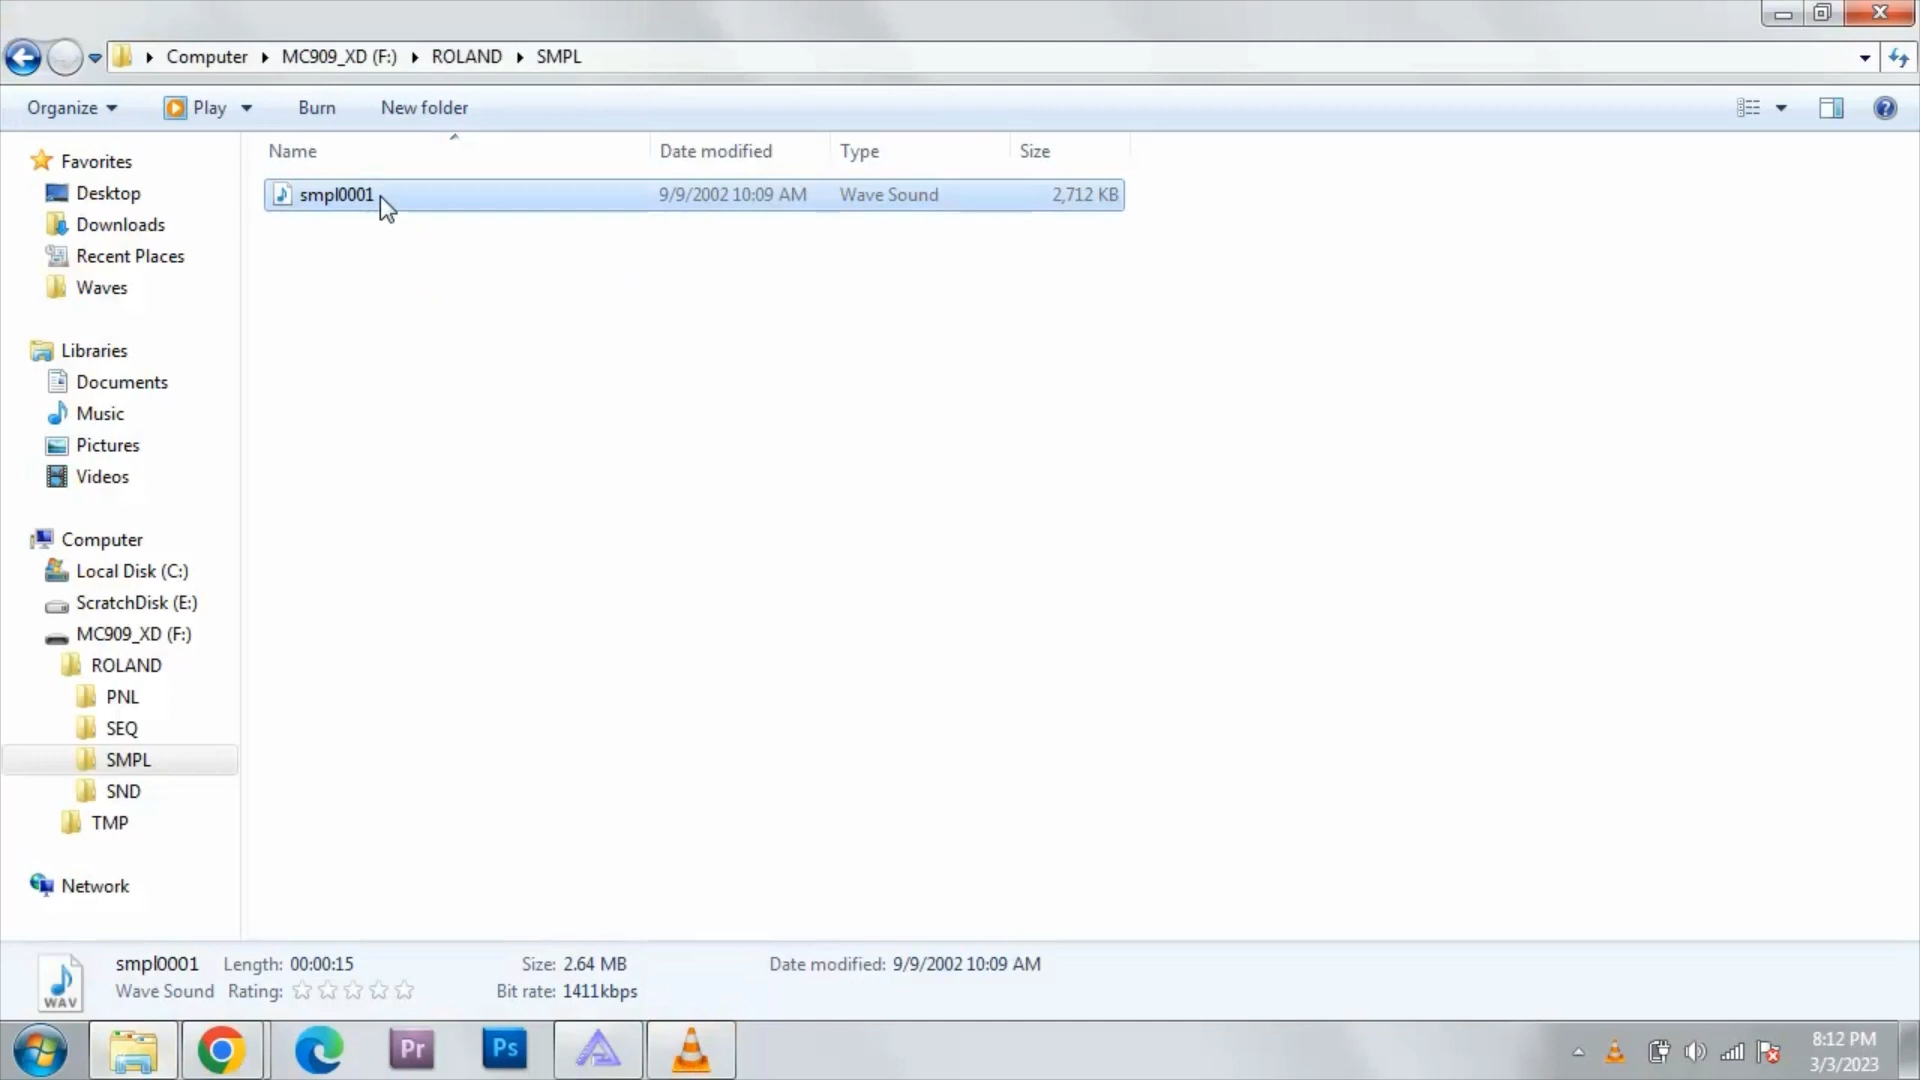 Computer MC909_XD (F:) ROLAND SMPL
Organize Play Burn New folder
Name Date modified Type Size
smpl0001 9/9/2002 10:09 AM Wave Sound 2,712 KB
Favorites
Desktop
Downloads
Recent Places
Waves
Libraries
Documents
Music
Pictures
Videos
Computer
Local Disk (C:)
ScratchDisk (E:)
MC909_XD (F:)
ROLAND
PNL
SEQ
SMPL
SND
TMP
Network
smpl0001 Length: 00:00:15 Size: 2.64 MB Date modified: 9/9/2002 10:09 AM
Wave Sound Rating: Bit rate: 1411kbps
WAV
Pr Ps
8:12 PM
3/3/2023